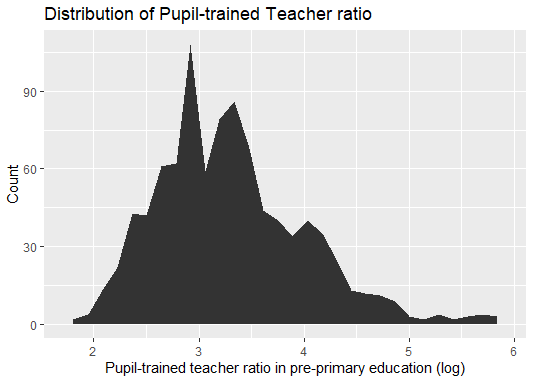 Distribution of Pupil-trained Teacher ratio
Count
90
60
30
0
2 3 4 5 6
Pupil-trained teacher ratio in pre-primary education (log)